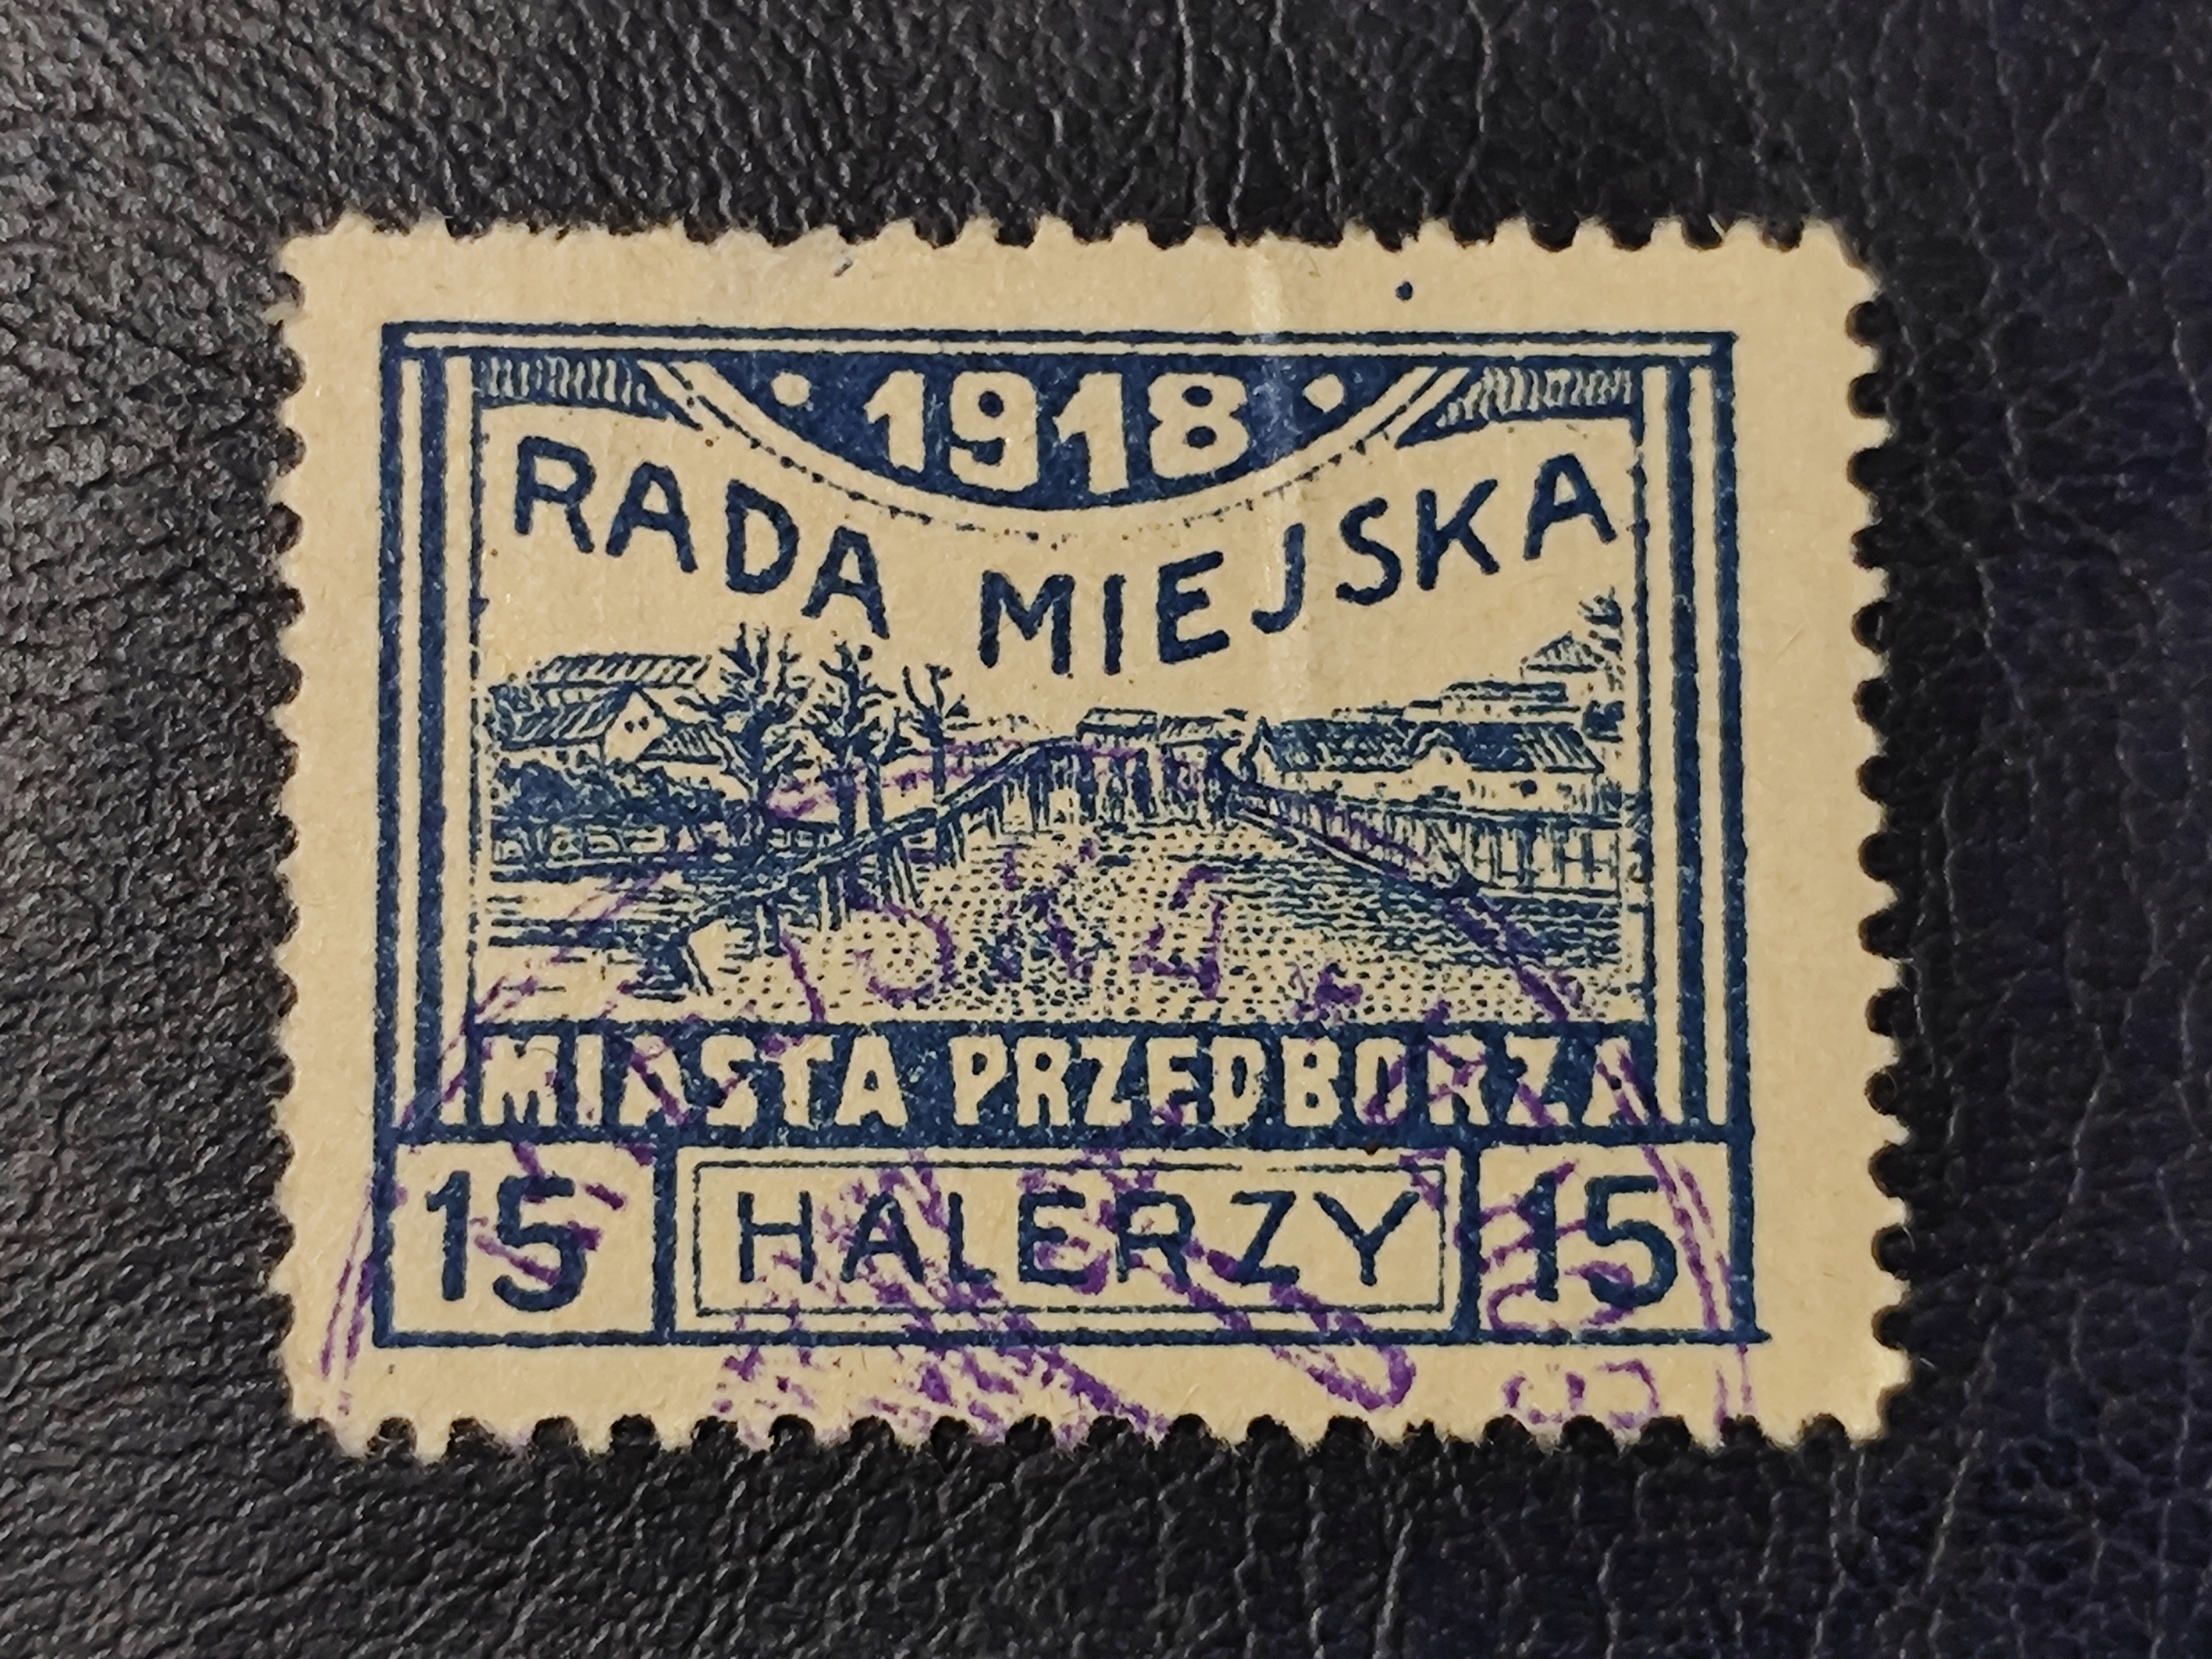 · 1918 ·
RADA MIEJSKA
MIASTA PRZEDBORZA
15 HALERZY 15